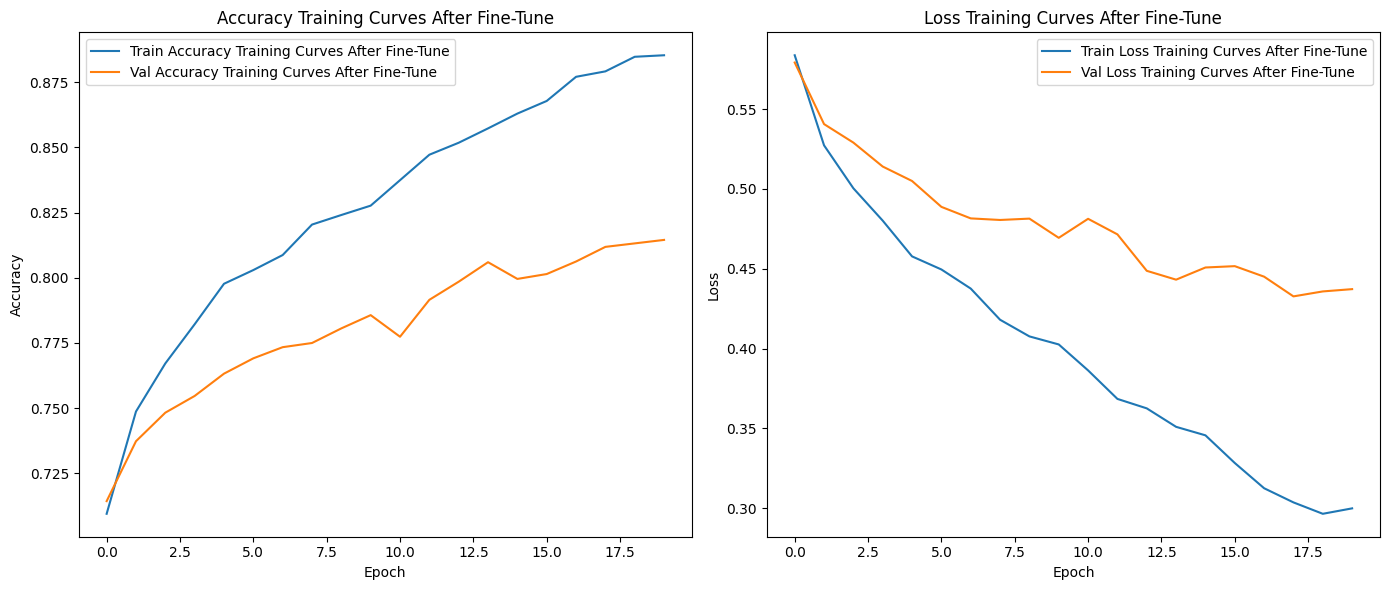 Accuracy Training Curves After Fine-Tune
Train Accuracy Training Curves After Fine-Tune
Val Accuracy Training Curves After Fine-Tune
Accuracy
0.875
0.850
0.825
0.800
0.775
0.750
0.725
0.0 2.5 5.0 7.5 10.0 12.5 15.0 17.5
Epoch
Loss Training Curves After Fine-Tune
Train Loss Training Curves After Fine-Tune
Val Loss Training Curves After Fine-Tune
Loss
0.55
0.50
0.45
0.40
0.35
0.30
0.0 2.5 5.0 7.5 10.0 12.5 15.0 17.5
Epoch